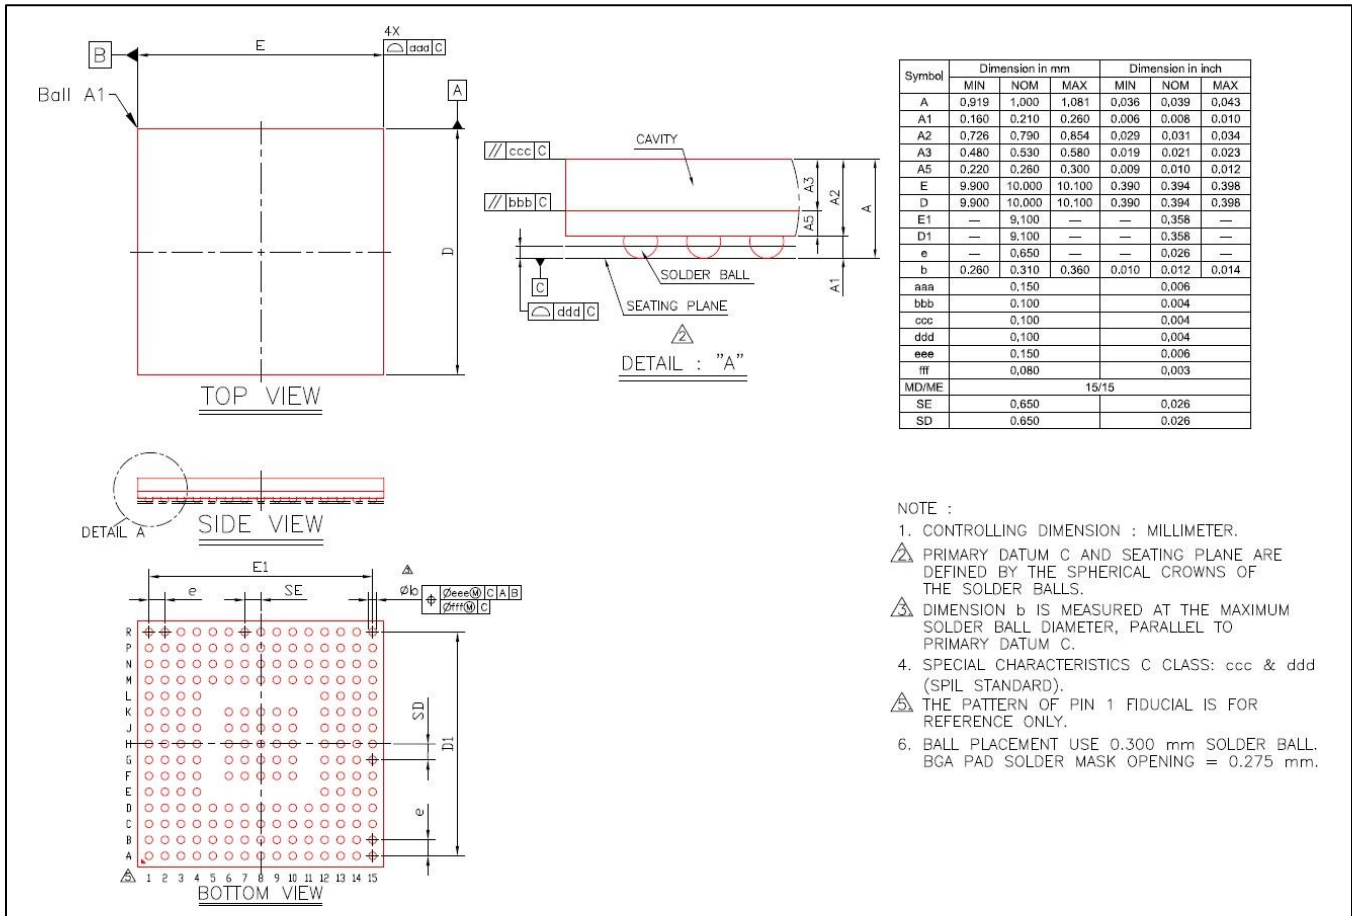 4X
E
aaa C
B
Ball A1
A
D
TOP VIEW
// ccc C
// bbb C
CAVITY
A3
A2
A
A5
A1
SOLDER BALL
C
SEATING PLANE
ddd C
2
DETAIL : "A"
Symbol Dimension in mm Dimension in inch
MIN NOM MAX MIN NOM MAX
A 0,919 1,000 1,081 0,036 0,039 0,043
A1 0.160 0.210 0.260 0.006 0.008 0.010
A2 0,726 0,790 0,854 0,029 0,031 0,034
A3 0.480 0.530 0.580 0.019 0.021 0.023
A5 0,220 0,260 0,300 0,009 0,010 0,012
E 9.900 10.000 10.100 0.390 0.394 0.398
D 9,900 10,000 10,100 0,390 0,394 0,398
E1 — 9,100 — — 0,358 —
D1 — 9.100 — — 0.358 —
e — 0,650 — — 0,026 —
b 0.260 0.310 0.360 0.010 0.012 0.014
aaa 0,150 0,006
bbb 0.100 0.004
ccc 0,100 0,004
ddd 0,100 0,004
eee 0,150 0,006
fff 0,080 0,003
MD/ME 15/15
SE 0,650 0,026
SD 0.650 0.026
DETAIL A
SIDE VIEW
E1
e
SE
3
Øb
Øeee Ⓜ C A B
Øfff Ⓜ C
R
P
N
M
L
K
J
H
G
F
E
D
C
B
A
SD
D1
e
5
1 2 3 4 5 6 7 8 9 10 11 12 13 14 15
BOTTOM VIEW
NOTE :
1. CONTROLLING DIMENSION : MILLIMETER.
2 PRIMARY DATUM C AND SEATING PLANE ARE
DEFINED BY THE SPHERICAL CROWNS OF
THE SOLDER BALLS.
3 DIMENSION b IS MEASURED AT THE MAXIMUM
SOLDER BALL DIAMETER, PARALLEL TO
PRIMARY DATUM C.
4. SPECIAL CHARACTERISTICS C CLASS: ccc & ddd
(SPIL STANDARD).
5 THE PATTERN OF PIN 1 FIDUCIAL IS FOR
REFERENCE ONLY.
6. BALL PLACEMENT USE 0.300 mm SOLDER BALL.
BGA PAD SOLDER MASK OPENING = 0.275 mm.